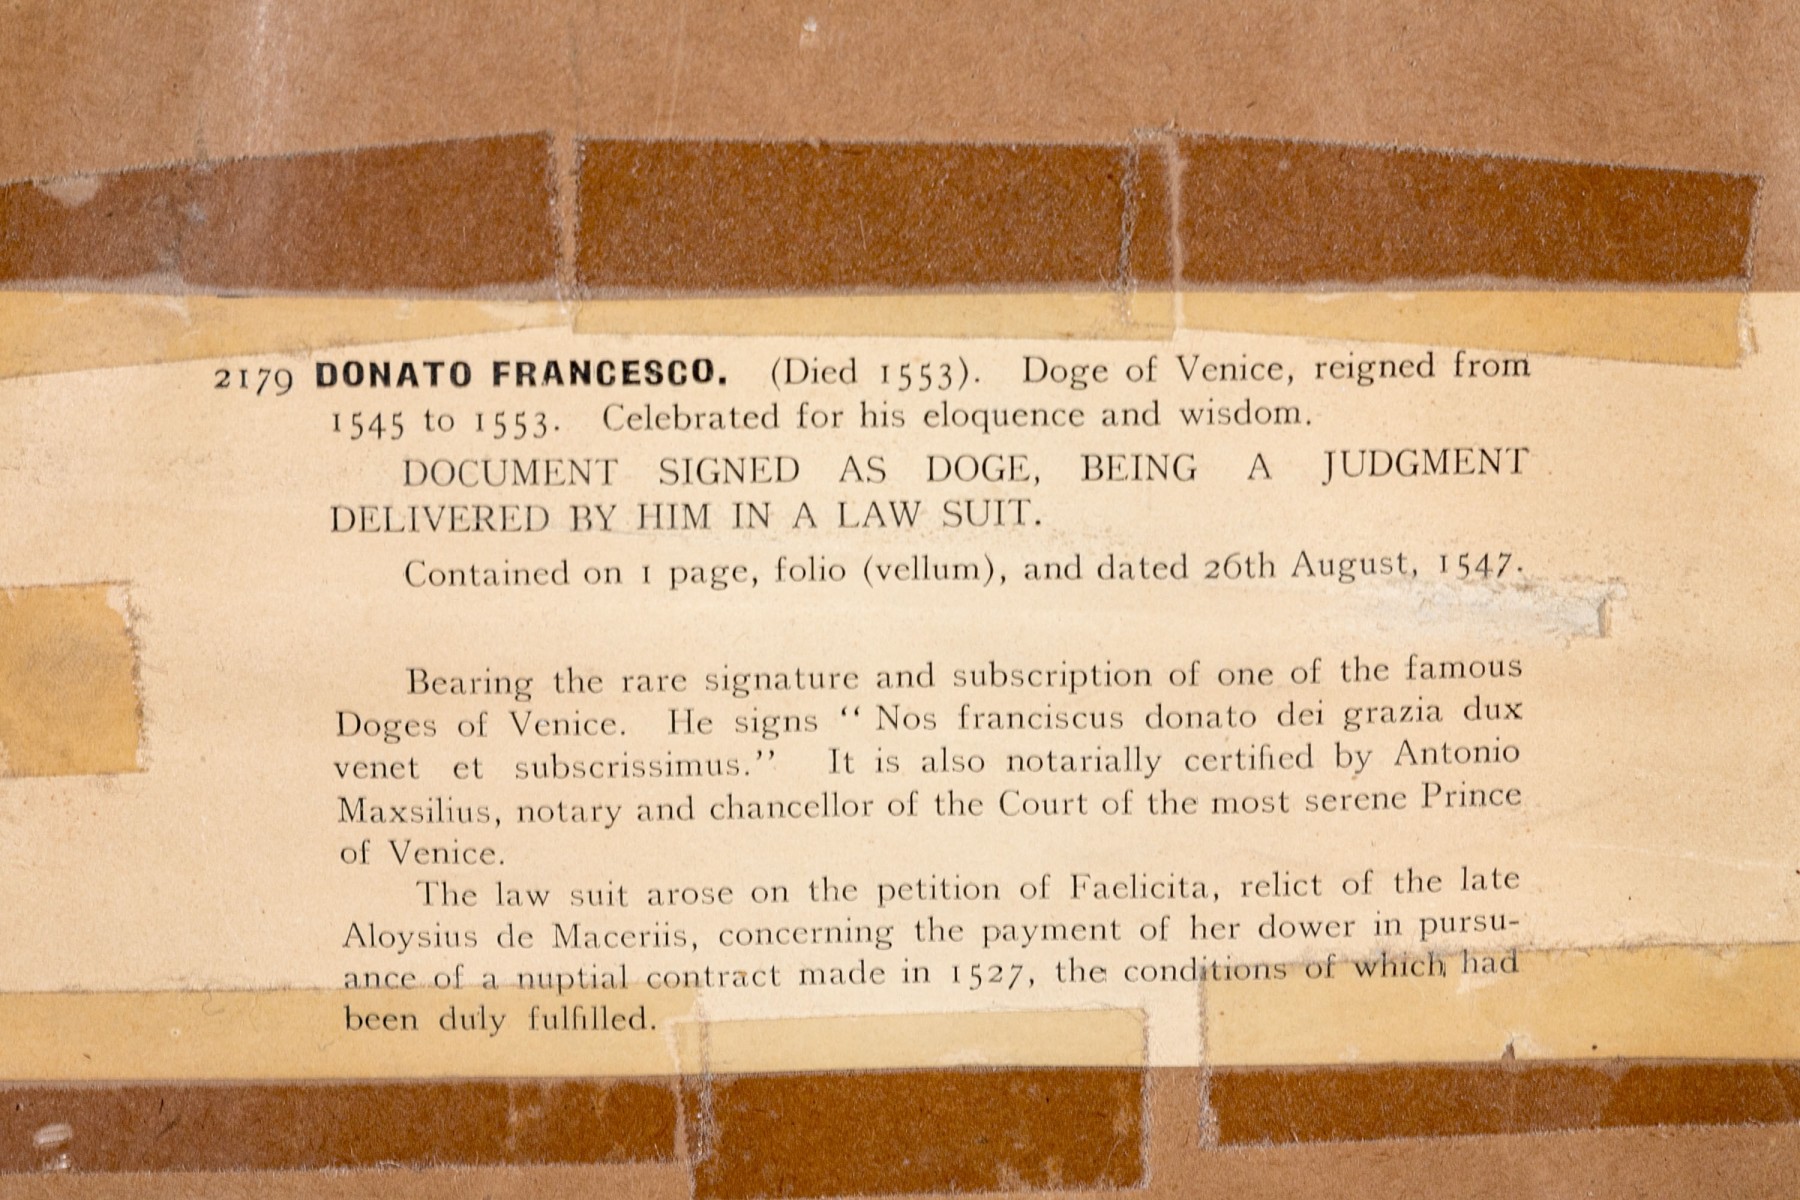 2179 DONATO FRANCESCO. (Died 1553). Doge of Venice, reigned from
1545 to 1553. Celebrated for his eloquence and wisdom.
DOCUMENT SIGNED AS DOGE, BEING A JUDGMENT
DELIVERED BY HIM IN A LAW SUIT.
Contained on 1 page, folio (vellum), and dated 26th August, 1547.
Bearing the rare signature and subscription of one of the famous
Doges of Venice. He signs “ Nos franciscus donato dei grazia dux
venet et subscrissimus.” It is also notarially certified by Antonio
Maxsilius, notary and chancellor of the Court of the most serene Prince
of Venice.
The law suit arose on the petition of Faelicita, relict of the late
Aloysius de Maceriis, concerning the payment of her dower in pursu-
ance of a nuptial contract made in 1527, the conditions of which had
been duly fulfilled.